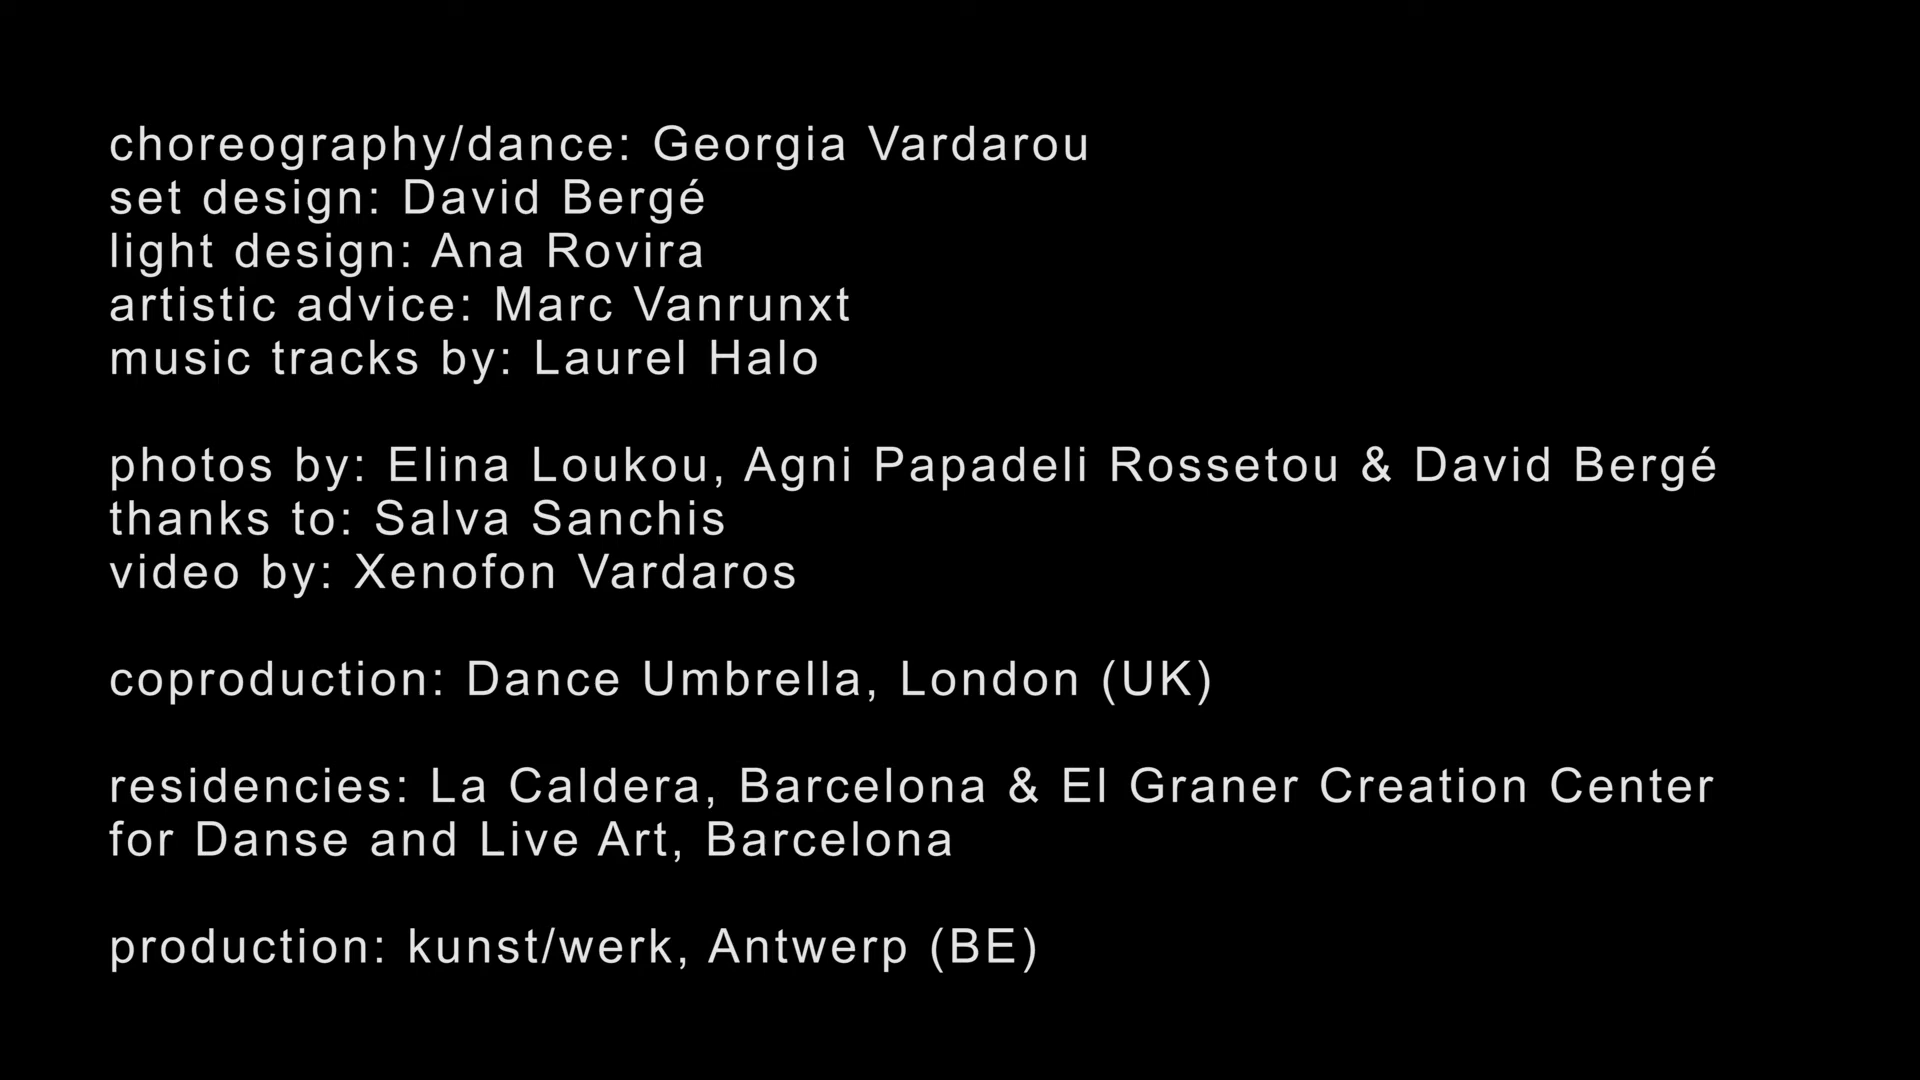 choreography/dance: Georgia Vardarou
set design: David Bergé
light design: Ana Rovira
artistic advice: Marc Vanrunxt
music tracks by: Laurel Halo
photos by: Elina Loukou, Agni Papadeli Rossetou & David Bergé
thanks to: Salva Sanchis
video by: Xenofon Vardaros
coproduction: Dance Umbrella, London (UK)
residencies: La Caldera, Barcelona & El Graner Creation Center
for Danse and Live Art, Barcelona
production: kunst/werk, Antwerp (BE)